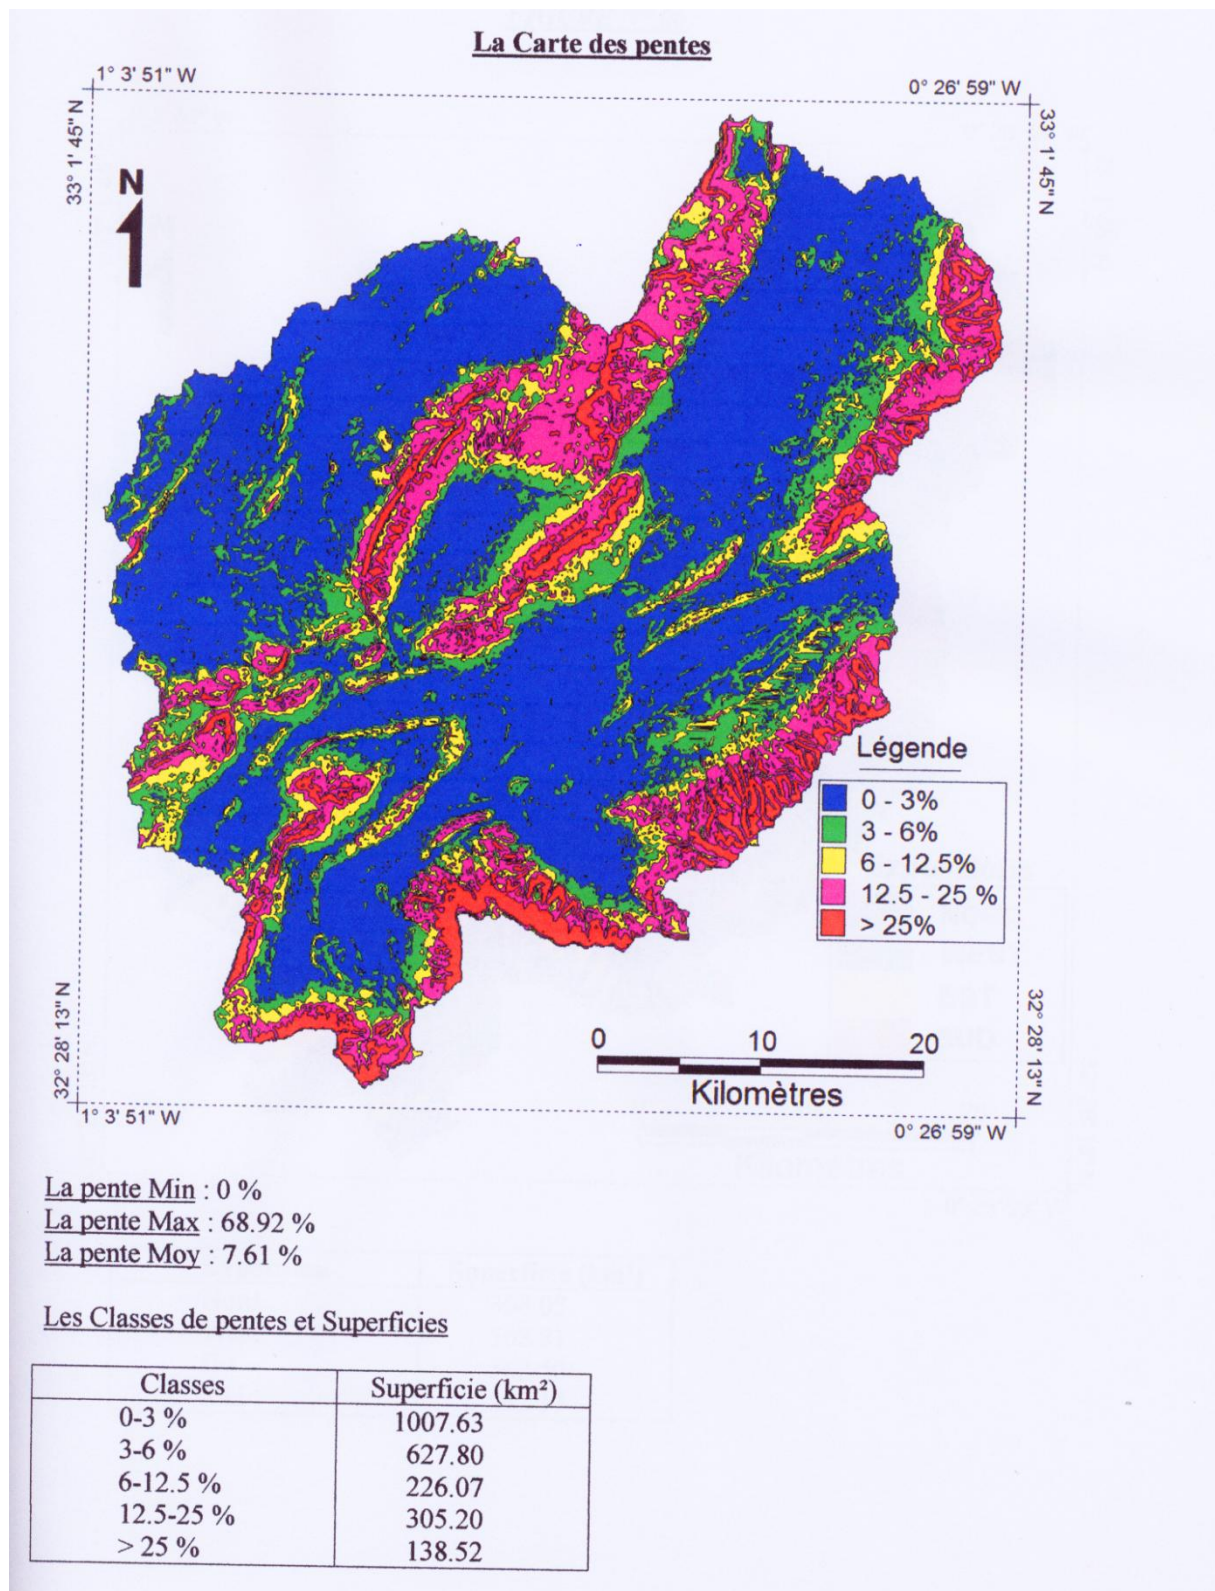 La Carte des pentes
1° 3' 51" W
0° 26' 59" W
33° 1' 45" N
33° 1' 45" N
N
Légende
0 - 3%
3 - 6%
6 - 12.5%
12.5 - 25 %
> 25%
32° 28' 13" N
32° 28' 13" N
0 10 20
Kilomètres
1° 3' 51" W
0° 26' 59" W
La pente Min : 0 %
La pente Max : 68.92 %
La pente Moy : 7.61 %
Les Classes de pentes et Superficies
Classes Superficie (km²)
0-3 % 1007.63
3-6 % 627.80
6-12.5 % 226.07
12.5-25 % 305.20
> 25 % 138.52